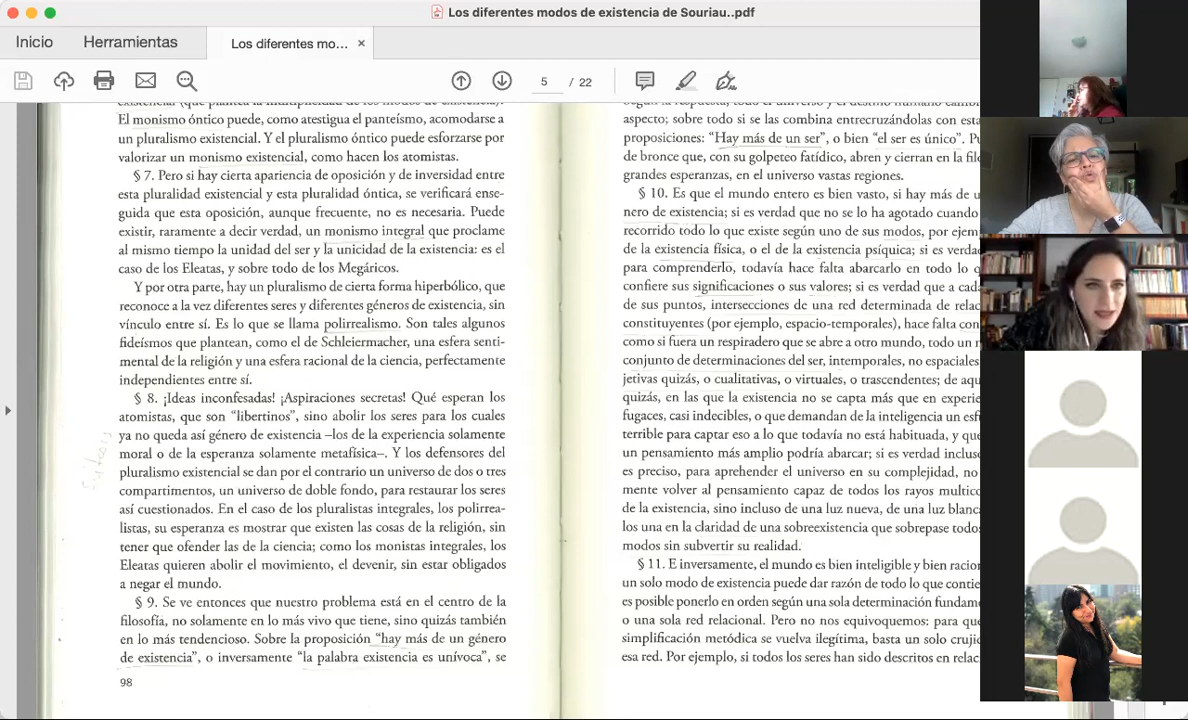 Los diferentes modos de existencia de Souriau..pdf
Inicio
Herramientas
Los diferentes mo...
5 / 22
existencial (que plantea la multiplicidad de los modos de existencia).
El monismo óntico puede, como atestigua el panteísmo, acomodarse a
un pluralismo existencial. Y el pluralismo óntico puede esforzarse por
valorizar un monismo existencial, como hacen los atomistas.
§ 7. Pero si hay cierta apariencia de oposición y de inversidad entre
esta pluralidad existencial y esta pluralidad óntica, se verificará ense-
guida que esta oposición, aunque frecuente, no es necesaria. Puede
existir, raramente a decir verdad, un monismo integral que proclame
al mismo tiempo la unidad del ser y la unicidad de la existencia: es el
caso de los Eleatas, y sobre todo de los Megáricos.
Y por otra parte, hay un pluralismo de cierta forma hiperbólico, que
reconoce a la vez diferentes seres y diferentes géneros de existencia, sin
vínculo entre sí. Es lo que se llama polirrealismo. Son tales algunos
fideísmos que plantean, como el de Schleiermacher, una esfera senti-
mental de la religión y una esfera racional de la ciencia, perfectamente
independientes entre sí.
§ 8. ¡Ideas inconfesadas! ¡Aspiraciones secretas! Qué esperan los
atomistas, que son “libertinos”, sino abolir los seres para los cuales
ya no queda así género de existencia –los de la experiencia solamente
moral o de la esperanza solamente metafísica–. Y los defensores del
pluralismo existencial se dan por el contrario un universo de dos o tres
compartimentos, un universo de doble fondo, para restaurar los seres
así cuestionados. En el caso de los pluralistas integrales, los polirrea-
listas, su esperanza es mostrar que existen las cosas de la religión, sin
tener que ofender las de la ciencia; como los monistas integrales, los
Eleatas quieren abolir el movimiento, el devenir, sin estar obligados
a negar el mundo.
§ 9. Se ve entonces que nuestro problema está en el centro de la
filosofía, no solamente en lo más vivo que tiene, sino quizás también
en lo más tendencioso. Sobre la proposición “hay más de un género
de existencia”, o inversamente “la palabra existencia es unívoca”, se
98
según la respuesta, todo el universo y el destino humano cambia
aspecto; sobre todo si se las combina entrecruzándolas con esta
proposiciones: “Hay más de un ser”, o bien “el ser es único”. Pu
de bronce que, con su golpeteo fatídico, abren y cierran en la file
grandes esperanzas, en el universo vastas regiones.
§ 10. Es que el mundo entero es bien vasto, si hay más de u
nero de existencia; si es verdad que no se lo ha agotado cuando
recorrido todo lo que existe según uno de sus modos, por ejem
de la existencia física, o el de la existencia psíquica; si es verda
para comprenderlo, todavía hace falta abarcarlo en todo lo q
confiere sus significaciones o sus valores; si es verdad que a cada
de sus puntos, intersecciones de una red determinada de relac
constituyentes (por ejemplo, espacio-temporales), hace falta con
como si fuera un respiradero que se abre a otro mundo, todo un n
conjunto de determinaciones del ser, intemporales, no espaciales,
jetivas quizás, o cualitativas, o virtuales, o trascendentes; de aqu
quizás, en las que la existencia no se capta más que en experie
fugaces, casi indecibles, o que demandan de la inteligencia un esf
terrible para captar eso a lo que todavía no está habituada, y que
un pensamiento más amplio podría abarcar; si es verdad incluso
es preciso, para aprehender el universo en su complejidad, no
mente volver al pensamiento capaz de todos los rayos multico
de la existencia, sino incluso de una luz nueva, de una luz blanca
los una en la claridad de una sobreexistencia que sobrepase todo
modos sin subvertir su realidad.
§ 11. E inversamente, el mundo es bien inteligible y bien racion
un solo modo de existencia puede dar razón de todo lo que contie
es posible ponerlo en orden según una sola determinación fundame
o una sola red relacional. Pero no nos equivoquemos: para que
simplificación metódica se vuelva ilegítima, basta un solo crujic
esa red. Por ejemplo, si todos los seres han sido descritos en relac